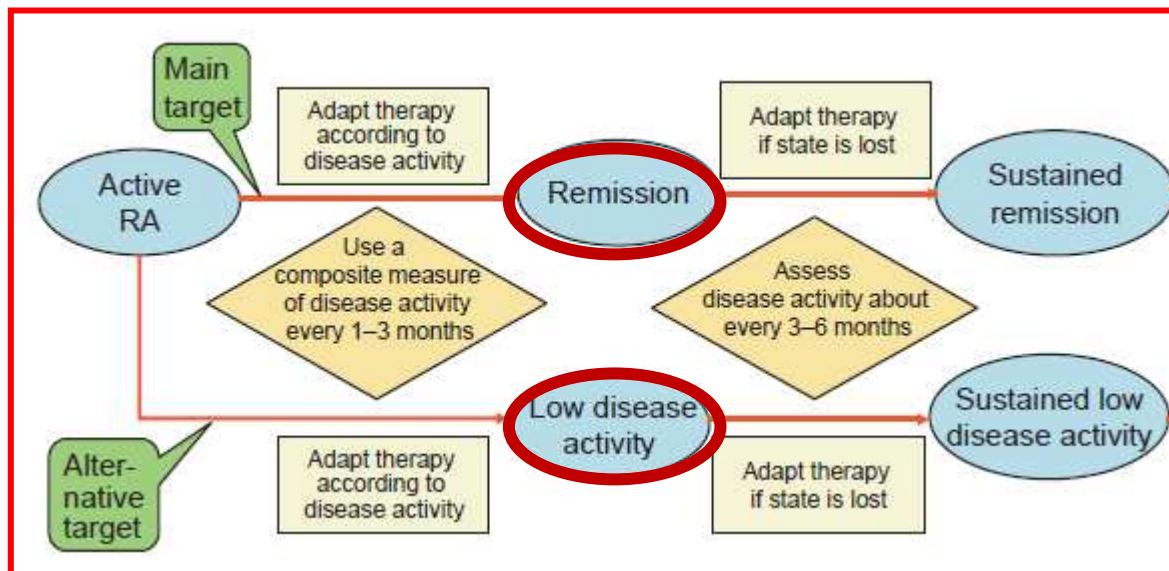 Main
target
Adapt therapy
according to
disease activity
Adapt therapy
if state is lost
Active
RA
Remission
Sustained
remission
Use a
composite measure
of disease activity
every 1–3 months
Assess
disease activity about
every 3–6 months
Low disease
activity
Sustained low
disease activity
Alter-
native
target
Adapt therapy
according to
disease activity
Adapt therapy
if state is lost